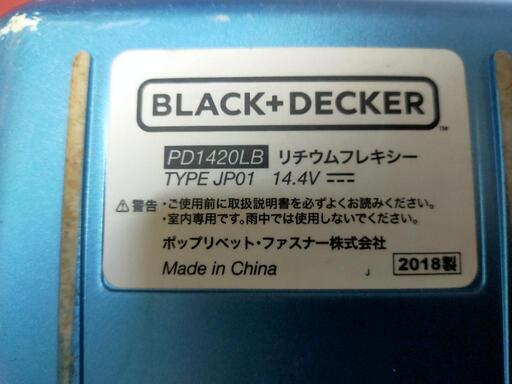 BLACK+DECKER™
PD1420LB リチウムフレキシー
TYPE JP01 14.4V ⎓
⚠警告・ご使用前に取扱説明書を必ずよくお読みください。
・室内専用です。雨中では使用しないでください。
ポップリベット・ファスナー株式会社
Made in China J 2018製